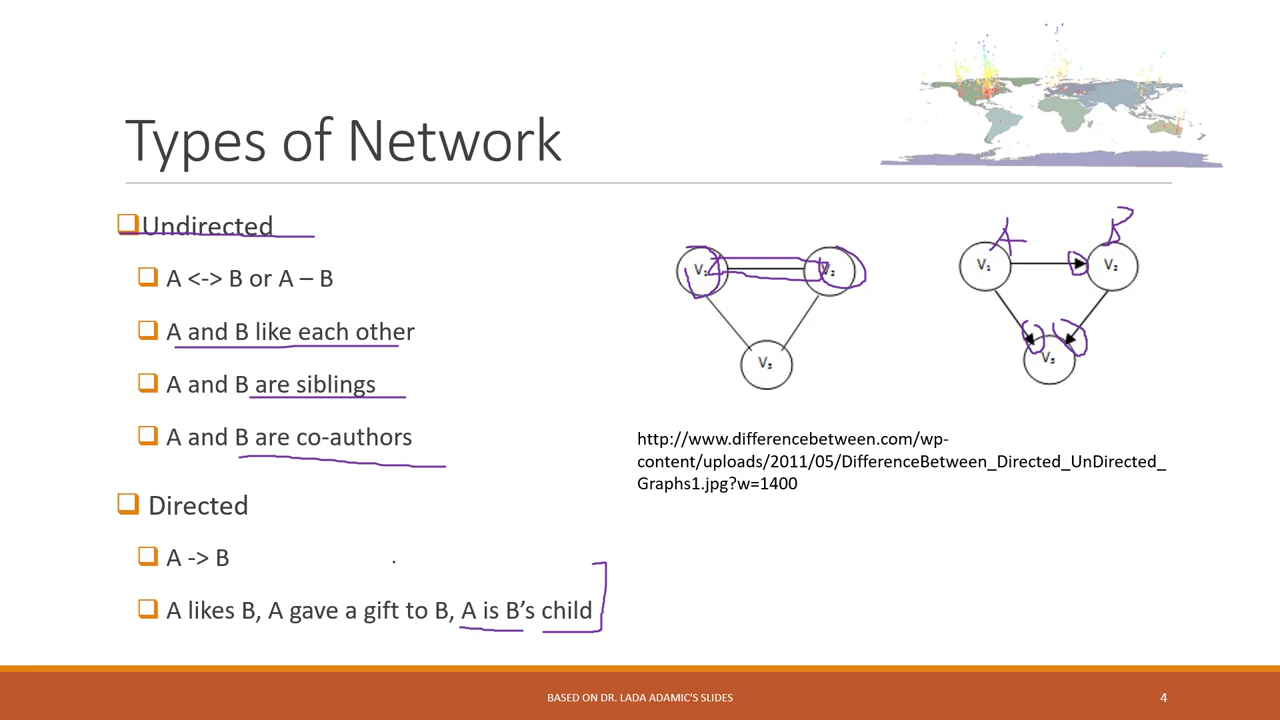 Types of Network
Undirected
A <-> B or A – B
A and B like each other
A and B are siblings
A and B are co-authors
Directed
A -> B
A likes B, A gave a gift to B, A is B’s child
V₁
V₂
V₃
A
B
V₁
V₂
V₃
http://www.differencebetween.com/wp-
content/uploads/2011/05/DifferenceBetween_Directed_UnDirected_
Graphs1.jpg?w=1400
BASED ON DR. LADA ADAMIC'S SLIDES
4